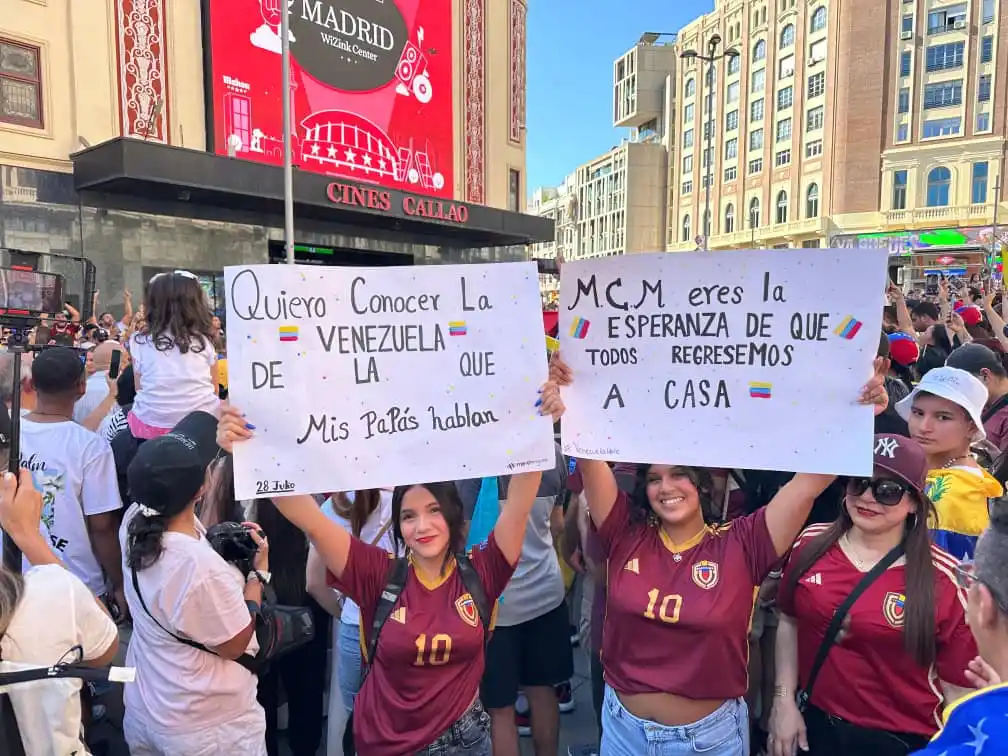 MADRID
WiZink Center
CINES CALLAO
Quiero Conocer La
VENEZUELA
DE LA QUE
Mis PaPás hablan
28 Julio
M.C.M eres la
ESPERANZA DE QUE
TODOS REGRESEMOS
A CASA
10
10
NY